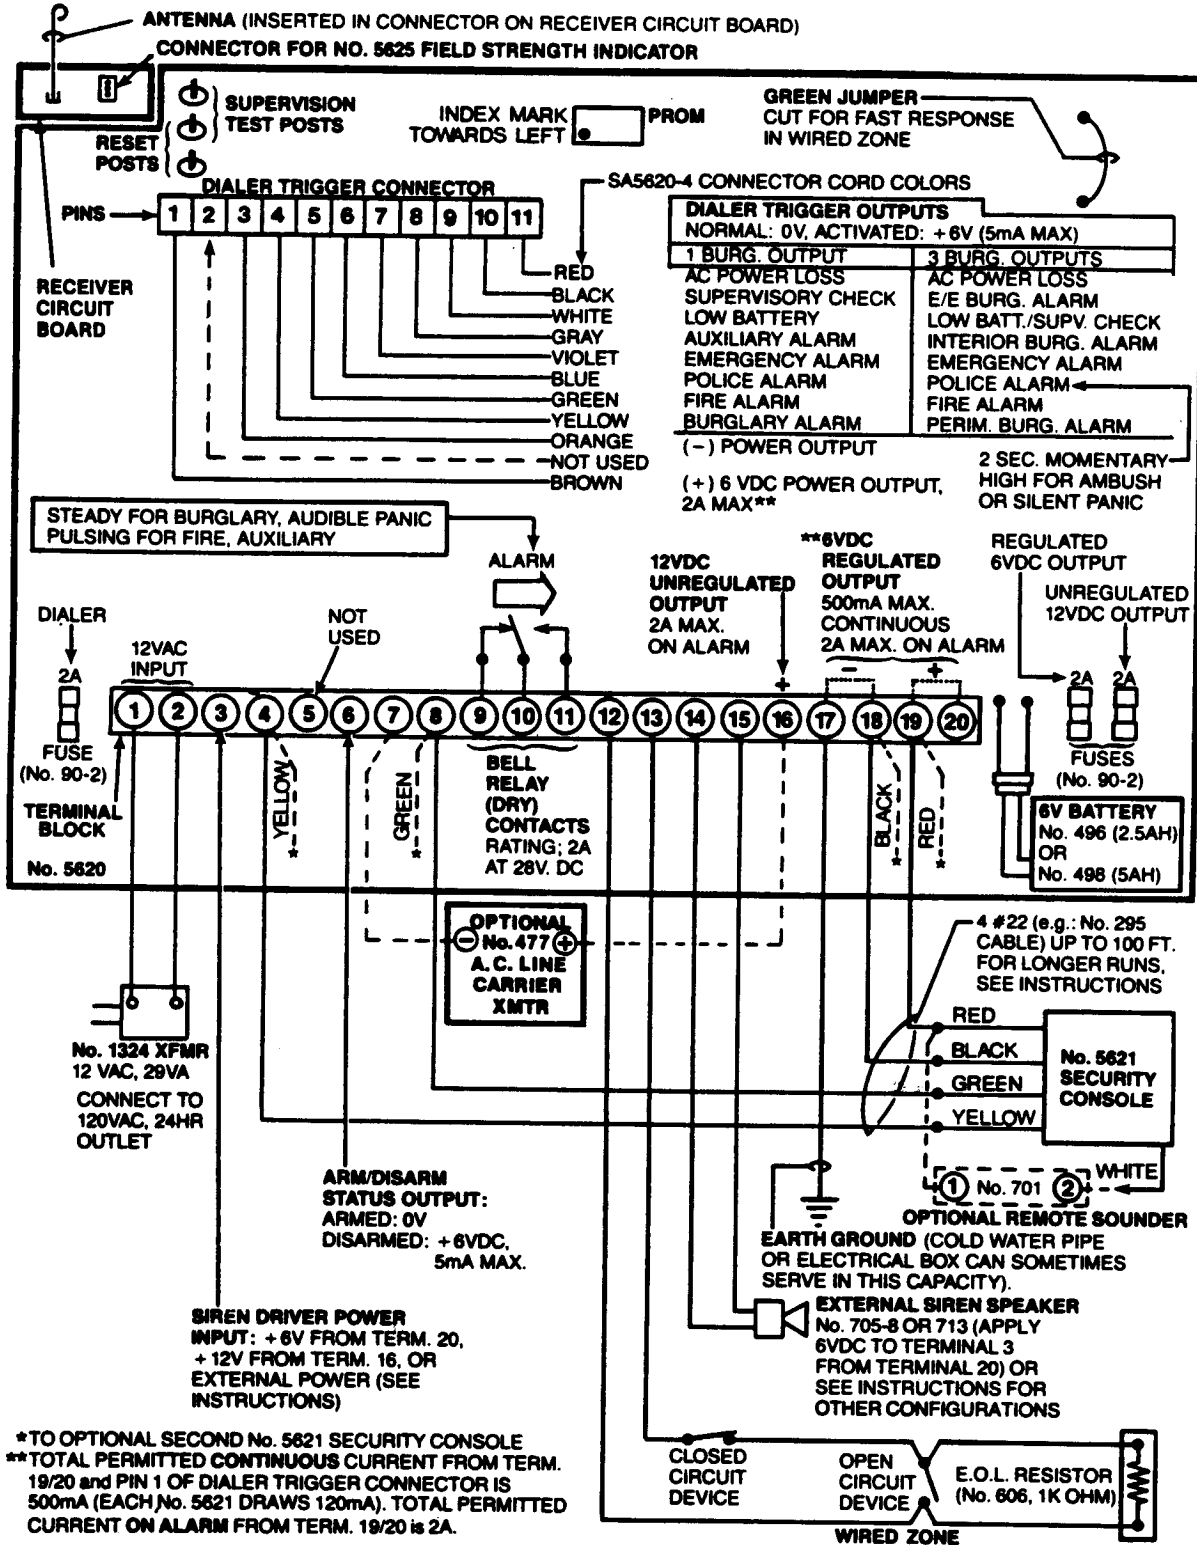 ANTENNA (INSERTED IN CONNECTOR ON RECEIVER CIRCUIT BOARD)
CONNECTOR FOR NO. 5625 FIELD STRENGTH INDICATOR
SUPERVISION
TEST POSTS
RESET
POSTS
INDEX MARK
TOWARDS LEFT
PROM
GREEN JUMPER
CUT FOR FAST RESPONSE
IN WIRED ZONE
DIALER TRIGGER CONNECTOR
PINS
1 2 3 4 5 6 7 8 9 10 11
SA5620-4 CONNECTOR CORD COLORS
RECEIVER
CIRCUIT
BOARD
RED
BLACK
WHITE
GRAY
VIOLET
BLUE
GREEN
YELLOW
ORANGE
NOT USED
BROWN
DIALER TRIGGER OUTPUTS
NORMAL: 0V, ACTIVATED: +6V (5mA MAX)
1 BURG. OUTPUT
AC POWER LOSS
SUPERVISORY CHECK
LOW BATTERY
AUXILIARY ALARM
EMERGENCY ALARM
POLICE ALARM
FIRE ALARM
BURGLARY ALARM
3 BURG. OUTPUTS
AC POWER LOSS
E/E BURG. ALARM
LOW BATT./SUPV. CHECK
INTERIOR BURG. ALARM
EMERGENCY ALARM
POLICE ALARM
FIRE ALARM
PERIM. BURG. ALARM
(-) POWER OUTPUT
(+) 6 VDC POWER OUTPUT,
2A MAX**
2 SEC. MOMENTARY
HIGH FOR AMBUSH
OR SILENT PANIC
STEADY FOR BURGLARY, AUDIBLE PANIC
PULSING FOR FIRE, AUXILIARY
ALARM
12VDC
UNREGULATED
OUTPUT
2A MAX.
ON ALARM
+
**6VDC
REGULATED
OUTPUT
500mA MAX.
CONTINUOUS
2A MAX. ON ALARM
- +
REGULATED
6VDC OUTPUT
UNREGULATED
12VDC OUTPUT
DIALER
2A
FUSE
(No. 90-2)
12VAC
INPUT
NOT
USED
2A 2A
FUSES
(No. 90-2)
1 2 3 4 5 6 7 8 9 10 11 12 13 14 15 16 17 18 19 20
TERMINAL
BLOCK
No. 5620
YELLOW
*
GREEN
*
BELL
RELAY
(DRY)
CONTACTS
RATING; 2A
AT 28V. DC
BLACK
*
RED
*
6V BATTERY
No. 496 (2.5AH)
OR
No. 498 (5AH)
OPTIONAL
- No. 477 +
A. C. LINE
CARRIER
XMTR
4 #22 (e.g.: No. 295
CABLE) UP TO 100 FT.
FOR LONGER RUNS,
SEE INSTRUCTIONS
No. 1324 XFMR
12 VAC, 29VA
CONNECT TO
120VAC, 24HR
OUTLET
RED
BLACK
GREEN
YELLOW
No. 5621
SECURITY
CONSOLE
WHITE
1 No. 701 2
OPTIONAL REMOTE SOUNDER
ARM/DISARM
STATUS OUTPUT:
ARMED: 0V
DISARMED: +6VDC,
5mA MAX.
EARTH GROUND (COLD WATER PIPE
OR ELECTRICAL BOX CAN SOMETIMES
SERVE IN THIS CAPACITY).
SIREN DRIVER POWER
INPUT: +6V FROM TERM. 20,
+12V FROM TERM. 16, OR
EXTERNAL POWER (SEE
INSTRUCTIONS)
EXTERNAL SIREN SPEAKER
No. 705-8 OR 713 (APPLY
6VDC TO TERMINAL 3
FROM TERMINAL 20) OR
SEE INSTRUCTIONS FOR
OTHER CONFIGURATIONS
CLOSED
CIRCUIT
DEVICE
OPEN
CIRCUIT
DEVICE
E.O.L. RESISTOR
(No. 606, 1K OHM)
WIRED ZONE
*TO OPTIONAL SECOND No. 5621 SECURITY CONSOLE
**TOTAL PERMITTED CONTINUOUS CURRENT FROM TERM.
19/20 and PIN 1 OF DIALER TRIGGER CONNECTOR IS
500mA (EACH No. 5621 DRAWS 120mA). TOTAL PERMITTED
CURRENT ON ALARM FROM TERM. 19/20 is 2A.